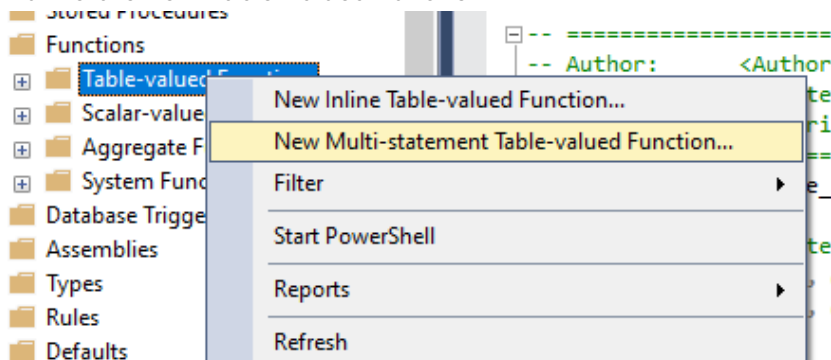 Stored Procedures
Functions
Table-valued
Scalar-value
Aggregate F
System Func
Database Trigge
Assemblies
Types
Rules
Defaults
New Inline Table-valued Function...
New Multi-statement Table-valued Function...
Filter
Start PowerShell
Reports
Refresh
-- =====================
-- Author: <Author